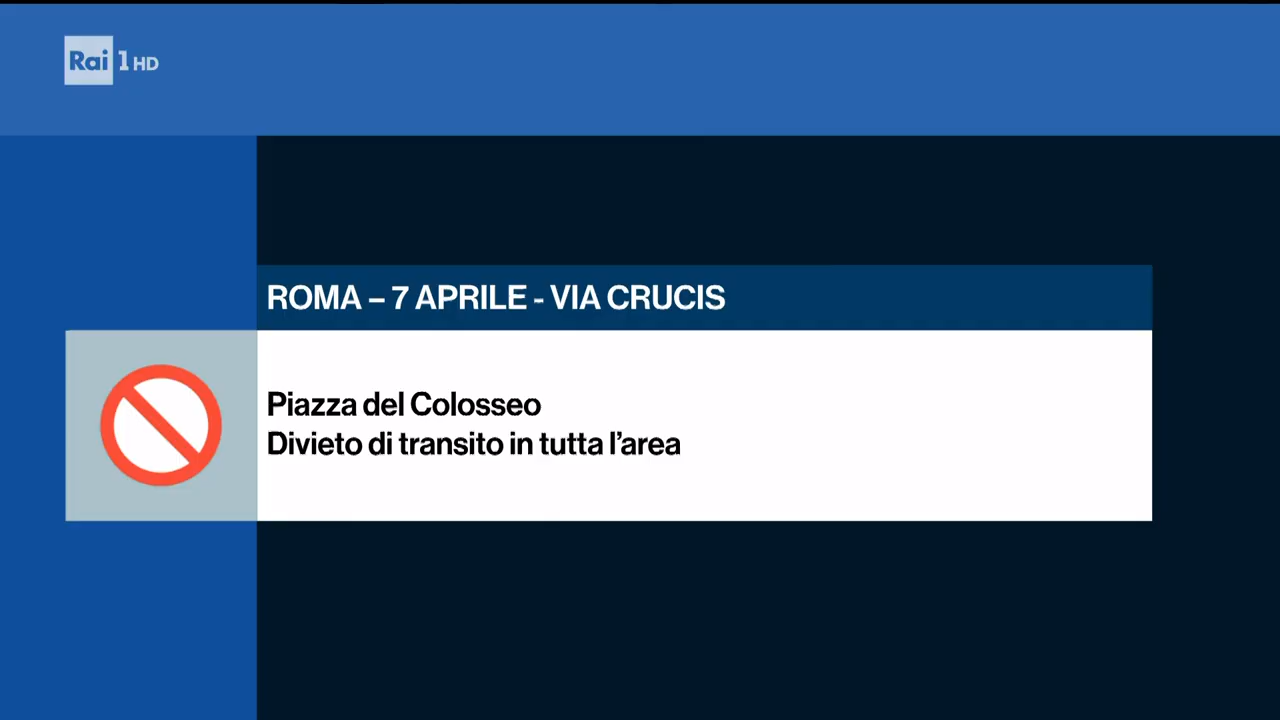 Rai 1 HD
ROMA – 7 APRILE - VIA CRUCIS
Piazza del Colosseo
Divieto di transito in tutta l’area